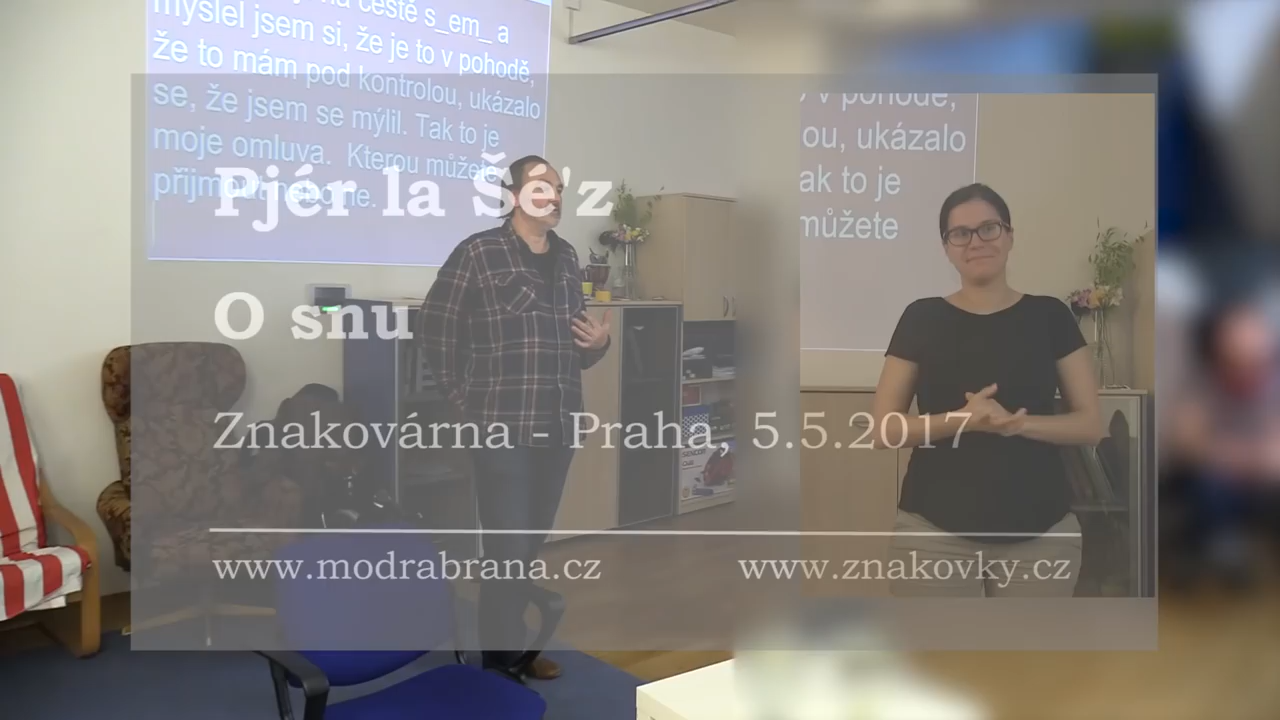 cestě s_em_ a
myslel jsem si, že je to v pohodě,
že to mám pod kontrolou, ukázalo
se, že jsem se mýlil. Tak to je
moje omluva. Kterou můžete
v pohodě,
ou, ukázalo
ak to je
můžete
Pjér la Šé'z
O snu
Znakovárna - Praha, 5.5.2017
www.modrabrana.cz
www.znakovky.cz